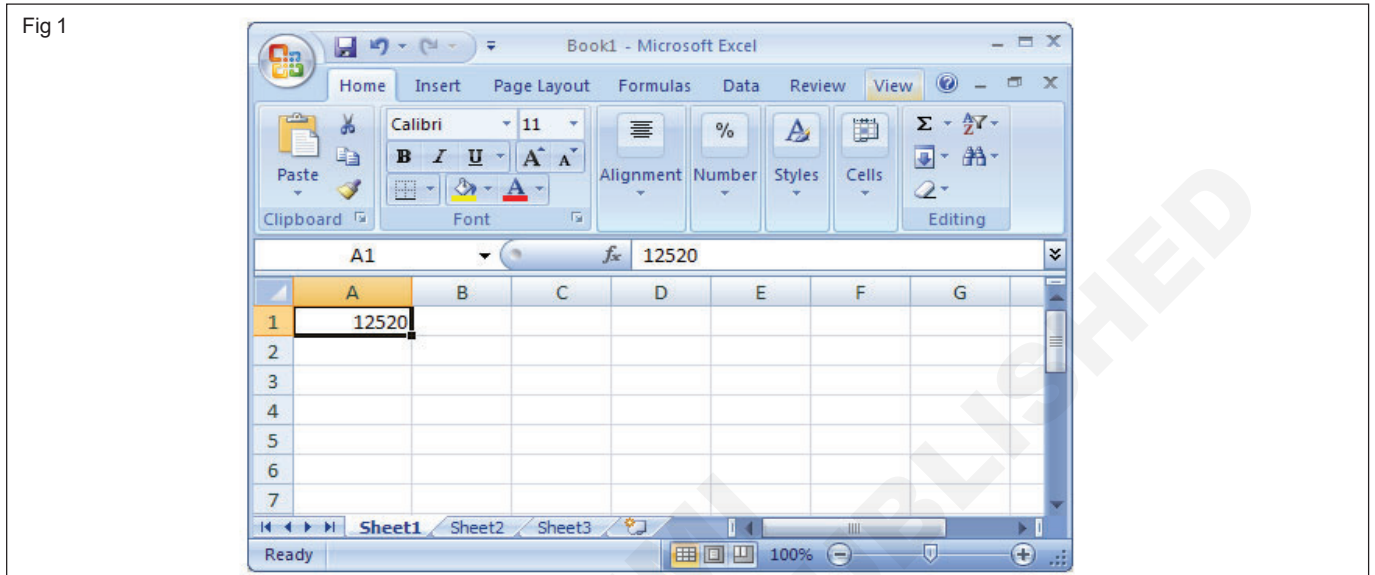 Fig 1
Book1 - Microsoft Excel
Home Insert Page Layout Formulas Data Review View
Calibri 11 % Σ A Z
B I U A A
Paste Alignment Number Styles Cells
A
Clipboard Font Editing
A1 fx 12520
A B C D E F G
1 12520
2
3
4
5
6
7
Sheet1 Sheet2 Sheet3
Ready 100%